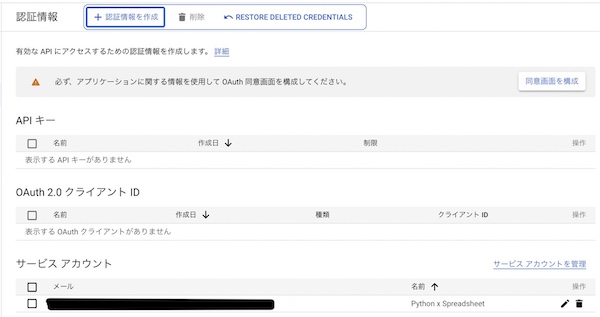 認証情報
+ 認証情報を作成
削除
RESTORE DELETED CREDENTIALS
有効な API にアクセスするための認証情報を作成します。 詳細
必ず、アプリケーションに関する情報を使用して OAuth 同意画面を構成してください。
同意画面を構成
API キー
名前 作成日 ↓ 制限 操作
表示する API キーがありません
OAuth 2.0 クライアント ID
名前 作成日 ↓ 種類 クライアント ID 操作
表示する OAuth クライアントがありません
サービス アカウント
サービス アカウントを管理
メール 名前 ↑ 操作
Python x Spreadsheet